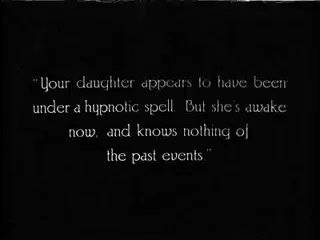 "Your daughter appears to have been
under a hypnotic spell. But she's awake
now, and knows nothing of
the past events."